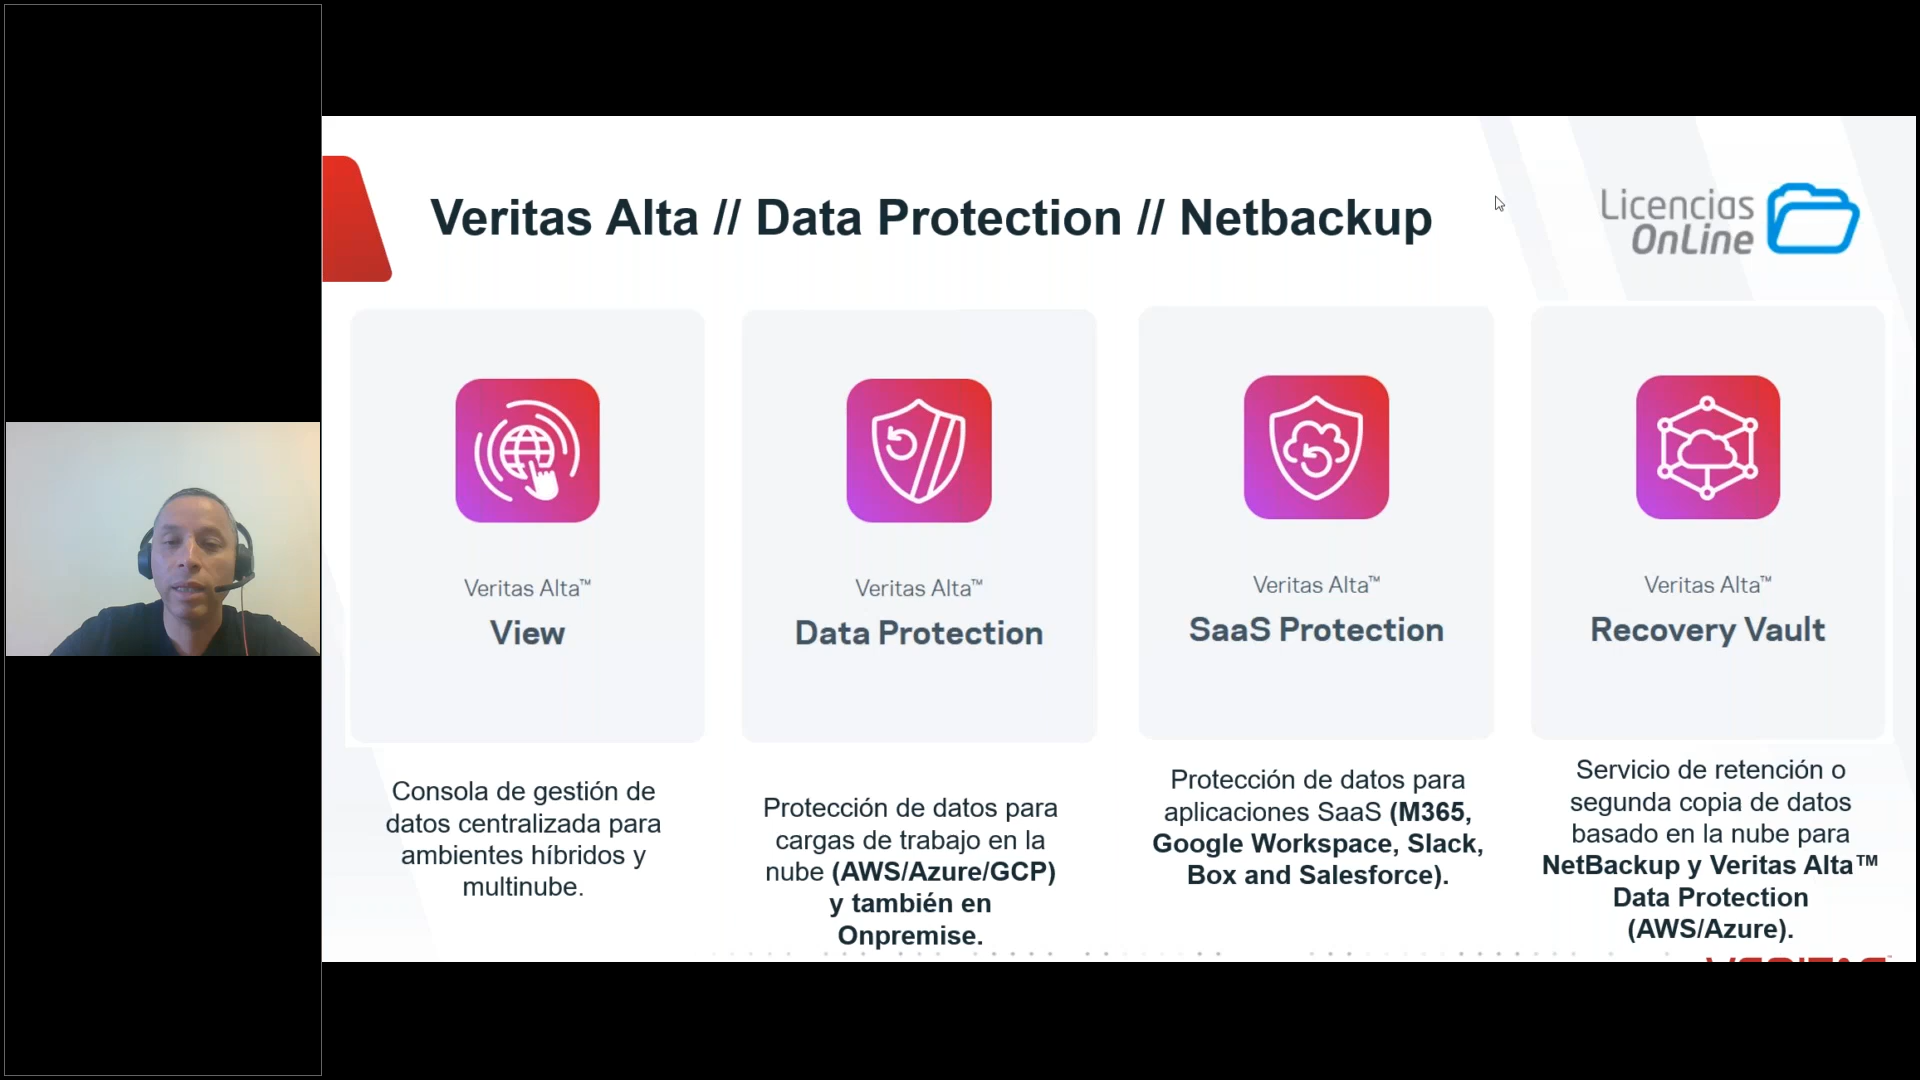 Veritas Alta // Data Protection // Netbackup
Licencias
OnLine
Veritas Alta™
View
Consola de gestión de
datos centralizada para
ambientes híbridos y
multinube.
Veritas Alta™
Data Protection
Protección de datos para
cargas de trabajo en la
nube (AWS/Azure/GCP)
y también en
Onpremise.
Veritas Alta™
SaaS Protection
Protección de datos para
aplicaciones SaaS (M365,
Google Workspace, Slack,
Box and Salesforce).
Veritas Alta™
Recovery Vault
Servicio de retención o
segunda copia de datos
basado en la nube para
NetBackup y Veritas Alta™
Data Protection
(AWS/Azure).